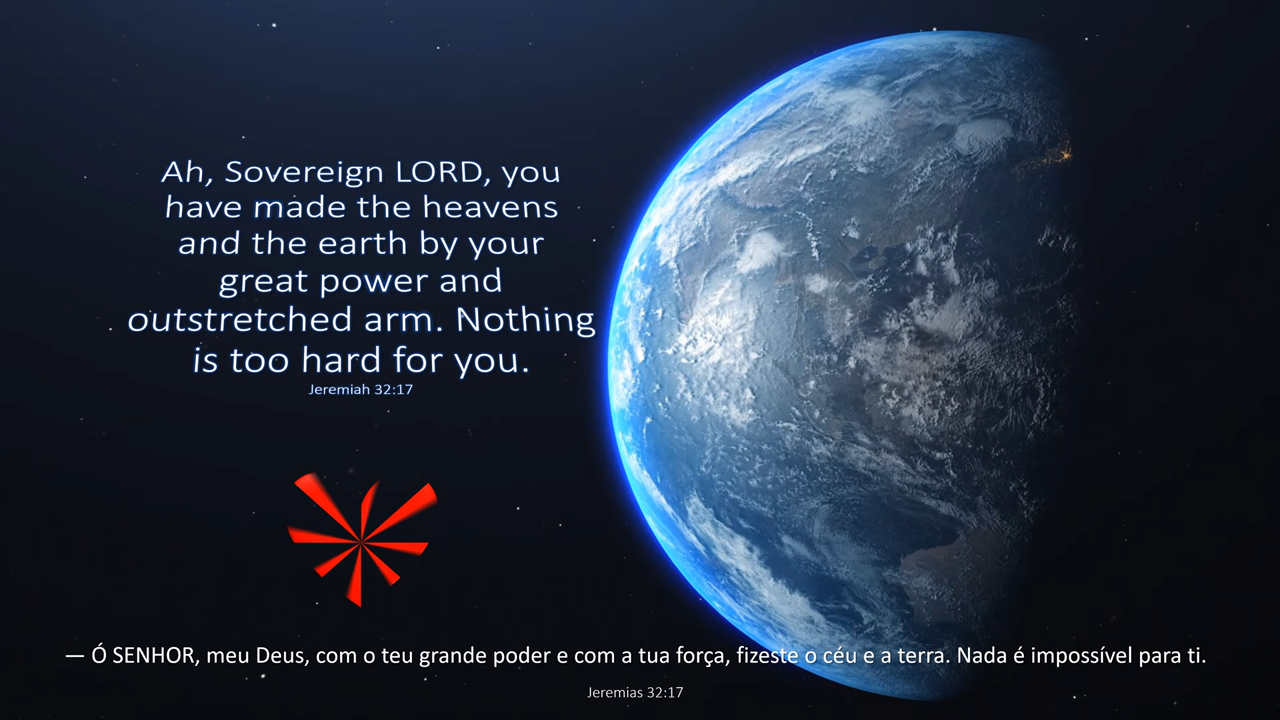 Ah, Sovereign LORD, you
have made the heavens
and the earth by your
great power and
outstretched arm. Nothing
is too hard for you.
Jeremiah 32:17
— Ó SENHOR, meu Deus, com o teu grande poder e com a tua força, fizeste o céu e a terra. Nada é impossível para ti.
Jeremias 32:17